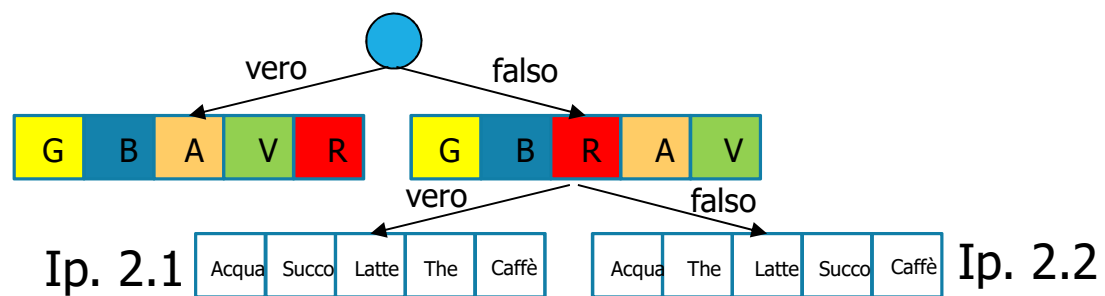 vero falso
G B A V R G B R A V
vero falso
Ip. 2.1 Acqua Succo Latte The Caffè Acqua The Latte Succo Caffè Ip. 2.2